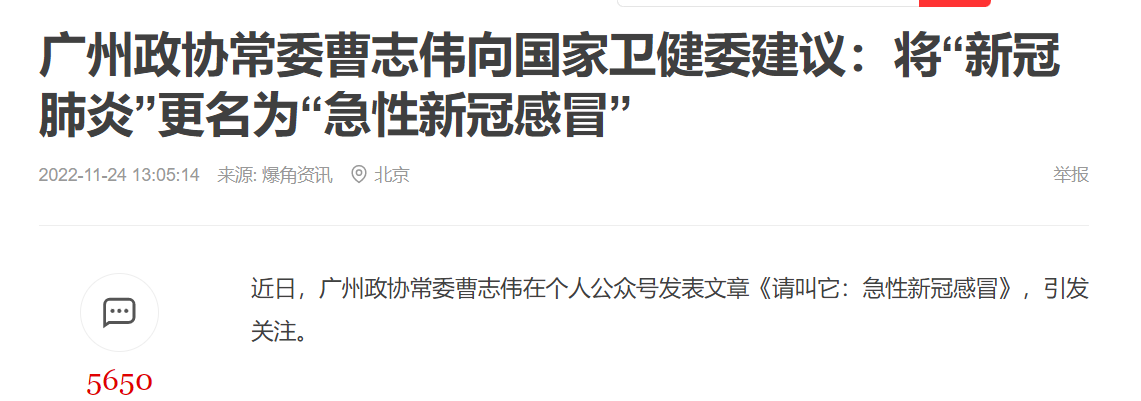 广州政协常委曹志伟向国家卫健委建议：将“新冠
肺炎”更名为“急性新冠感冒”
2022-11-24 13:05:14 来源: 爆角资讯 北京 举报
近日，广州政协常委曹志伟在个人公众号发表文章《请叫它：急性新冠感冒》，引发
关注。
5650